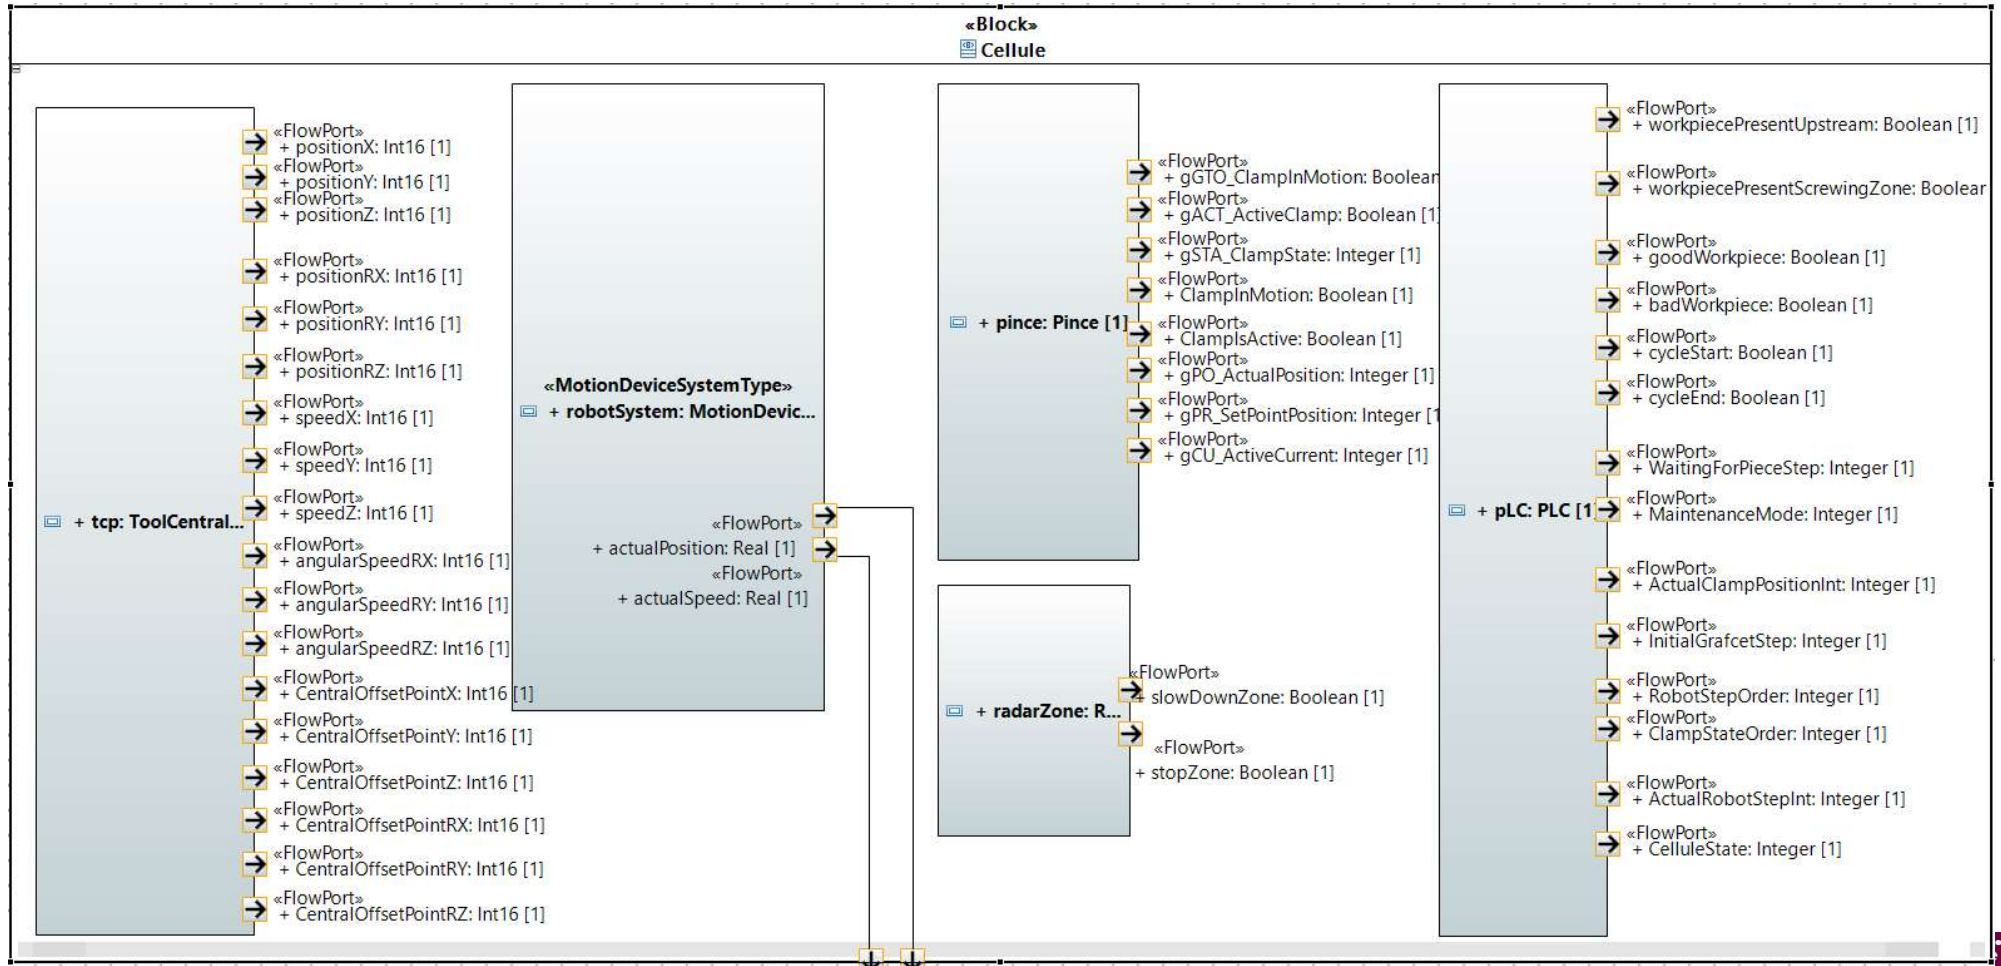 «Block»
Cellule
«FlowPort»
+ positionX: Int16 [1]
«FlowPort»
+ positionY: Int16 [1]
«FlowPort»
+ positionZ: Int16 [1]
«FlowPort»
+ positionRX: Int16 [1]
«FlowPort»
+ positionRY: Int16 [1]
«FlowPort»
+ positionRZ: Int16 [1]
«FlowPort»
+ speedX: Int16 [1]
«FlowPort»
+ speedY: Int16 [1]
«FlowPort»
+ speedZ: Int16 [1]
+ tcp: ToolCentral...
«FlowPort»
+ angularSpeedRX: Int16 [1]
«FlowPort»
+ angularSpeedRY: Int16 [1]
«FlowPort»
+ angularSpeedRZ: Int16 [1]
«FlowPort»
+ CentralOffsetPointX: Int16 [1]
«FlowPort»
+ CentralOffsetPointY: Int16 [1]
«FlowPort»
+ CentralOffsetPointZ: Int16 [1]
«FlowPort»
+ CentralOffsetPointRX: Int16 [1]
«FlowPort»
+ CentralOffsetPointRY: Int16 [1]
«FlowPort»
+ CentralOffsetPointRZ: Int16 [1]
«MotionDeviceSystemType»
+ robotSystem: MotionDevic...
«FlowPort»
+ actualPosition: Real [1]
«FlowPort»
+ actualSpeed: Real [1]
«FlowPort»
+ gGTO_ClampInMotion: Boolean
«FlowPort»
+ gACT_ActiveClamp: Boolean [1]
«FlowPort»
+ gSTA_ClampState: Integer [1]
«FlowPort»
+ ClampInMotion: Boolean [1]
+ pince: Pince [1]
«FlowPort»
+ ClampIsActive: Boolean [1]
«FlowPort»
+ gPO_ActualPosition: Integer [1]
«FlowPort»
+ gPR_SetPointPosition: Integer [1
«FlowPort»
+ gCU_ActiveCurrent: Integer [1]
«FlowPort»
+ slowDownZone: Boolean [1]
+ radarZone: R...
«FlowPort»
+ stopZone: Boolean [1]
«FlowPort»
+ workpiecePresentUpstream: Boolean [1]
«FlowPort»
+ workpiecePresentScrewingZone: Boolear
«FlowPort»
+ goodWorkpiece: Boolean [1]
«FlowPort»
+ badWorkpiece: Boolean [1]
«FlowPort»
+ cycleStart: Boolean [1]
«FlowPort»
+ cycleEnd: Boolean [1]
«FlowPort»
+ WaitingForPieceStep: Integer [1]
+ pLC: PLC [1]
«FlowPort»
+ MaintenanceMode: Integer [1]
«FlowPort»
+ ActualClampPositionInt: Integer [1]
«FlowPort»
+ InitialGrafcetStep: Integer [1]
«FlowPort»
+ RobotStepOrder: Integer [1]
«FlowPort»
+ ClampStateOrder: Integer [1]
«FlowPort»
+ ActualRobotStepInt: Integer [1]
«FlowPort»
+ CelluleState: Integer [1]